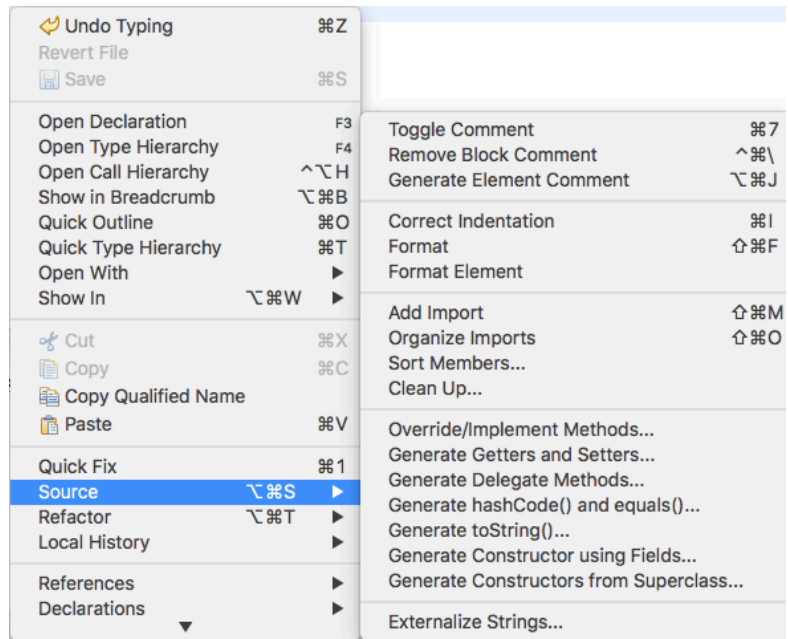 Undo Typing ⌘Z
Revert File
Save ⌘S
Open Declaration F3
Open Type Hierarchy F4
Open Call Hierarchy ^⌥H
Show in Breadcrumb ⌥⌘B
Quick Outline ⌘O
Quick Type Hierarchy ⌘T
Open With ▶
Show In ⌥⌘W ▶
Cut ⌘X
Copy ⌘C
Copy Qualified Name
Paste ⌘V
Quick Fix ⌘1
Source ⌥⌘S ▶
Refactor ⌥⌘T ▶
Local History ▶
References ▶
Declarations ▶
Toggle Comment ⌘7
Remove Block Comment ^⌘\
Generate Element Comment ⌥⌘J
Correct Indentation ⌘I
Format ⇧⌘F
Format Element
Add Import ⇧⌘M
Organize Imports ⇧⌘O
Sort Members...
Clean Up...
Override/Implement Methods...
Generate Getters and Setters...
Generate Delegate Methods...
Generate hashCode() and equals()...
Generate toString()...
Generate Constructor using Fields...
Generate Constructors from Superclass...
Externalize Strings...